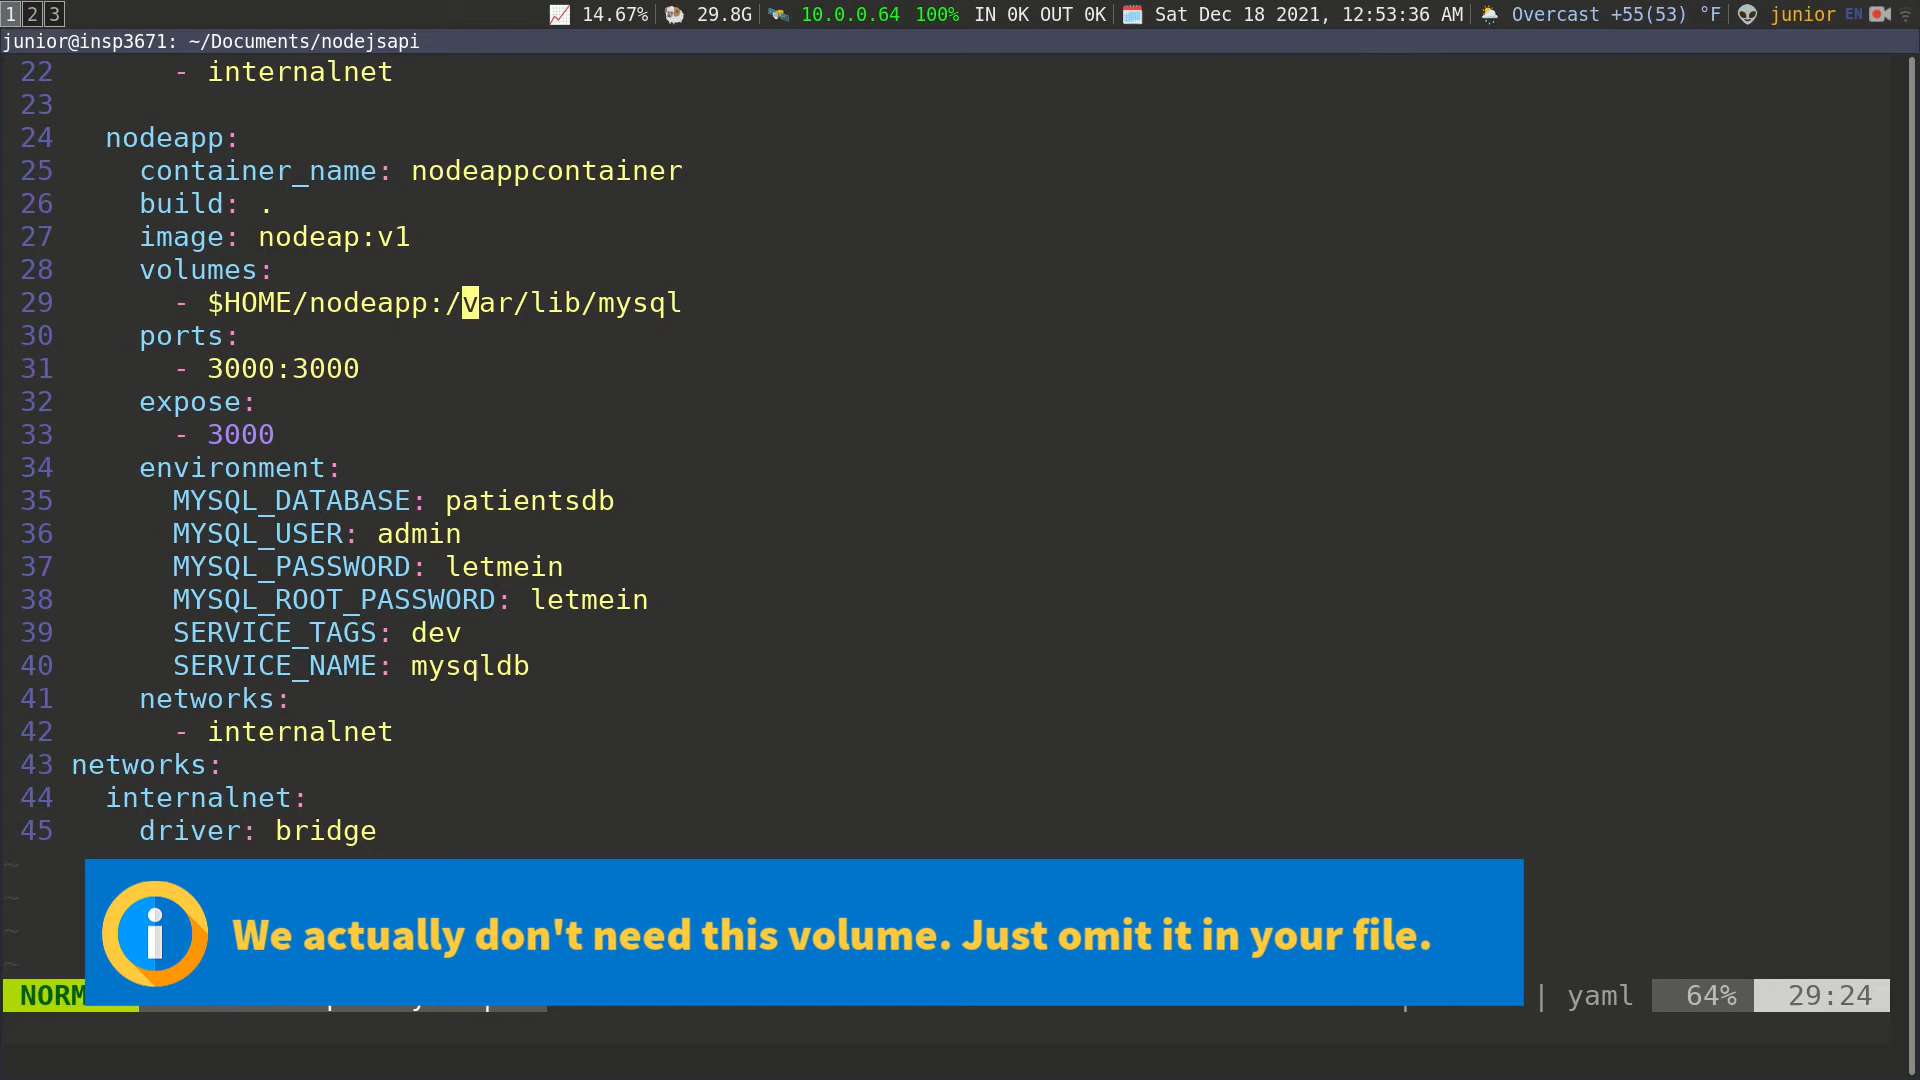 1 2 3 14.67% 29.8G 10.0.0.64 100% IN 0K OUT 0K Sat Dec 18 2021, 12:53:36 AM Overcast +55(53) °F junior EN
junior@insp3671: ~/Documents/nodejsapi
22       - internalnet
23
24   nodeapp:
25     container_name: nodeappcontainer
26     build: .
27     image: nodeap:v1
28     volumes:
29       - $HOME/nodeapp:/var/lib/mysql
30     ports:
31       - 3000:3000
32     expose:
33       - 3000
34     environment:
35       MYSQL_DATABASE: patientsdb
36       MYSQL_USER: admin
37       MYSQL_PASSWORD: letmein
38       MYSQL_ROOT_PASSWORD: letmein
39       SERVICE_TAGS: dev
40       SERVICE_NAME: mysqldb
41     networks:
42       - internalnet
43 networks:
44   internalnet:
45     driver: bridge
~
~
~
~
We actually don't need this volume. Just omit it in your file.
NORM | yaml 64% 29:24